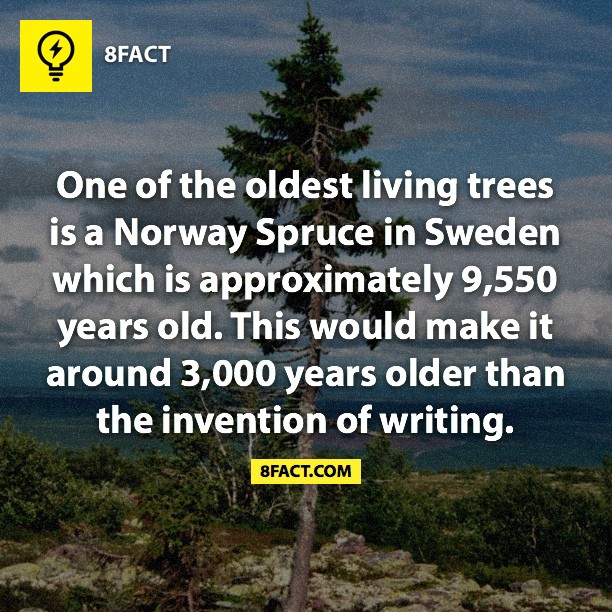 8FACT
One of the oldest living trees
is a Norway Spruce in Sweden
which is approximately 9,550
years old. This would make it
around 3,000 years older than
the invention of writing.
8FACT.COM